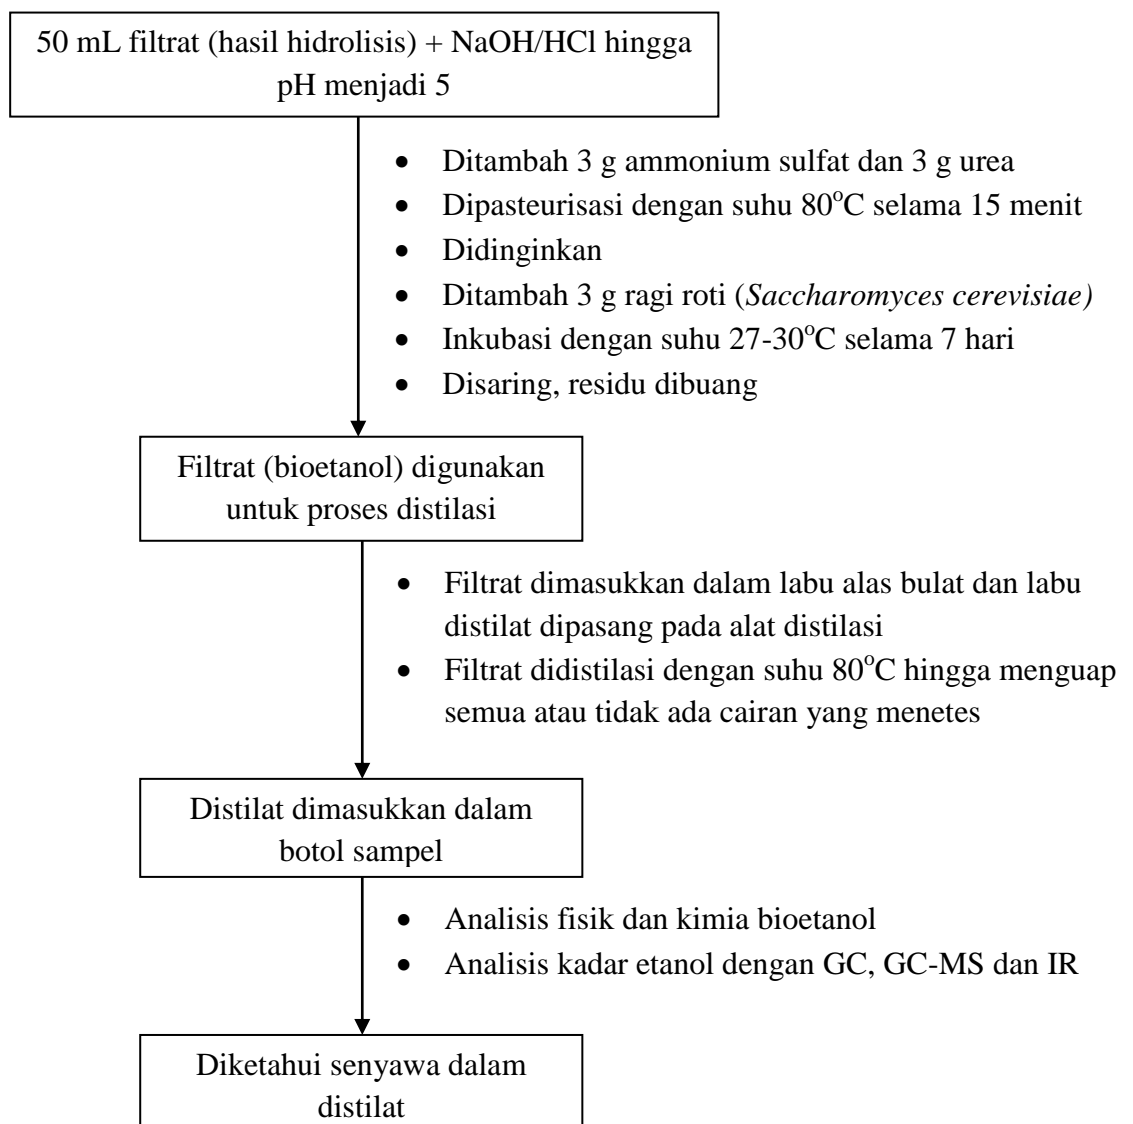 50 mL filtrat (hasil hidrolisis) + NaOH/HCl hingga
pH menjadi 5
• Ditambah 3 g ammonium sulfat dan 3 g urea
• Dipasteurisasi dengan suhu 80°C selama 15 menit
• Didinginkan
• Ditambah 3 g ragi roti (Saccharomyces cerevisiae)
• Inkubasi dengan suhu 27-30°C selama 7 hari
• Disaring, residu dibuang
Filtrat (bioetanol) digunakan
untuk proses distilasi
• Filtrat dimasukkan dalam labu alas bulat dan labu
distilat dipasang pada alat distilasi
• Filtrat didistilasi dengan suhu 80°C hingga menguap
semua atau tidak ada cairan yang menetes
Distilat dimasukkan dalam
botol sampel
• Analisis fisik dan kimia bioetanol
• Analisis kadar etanol dengan GC, GC-MS dan IR
Diketahui senyawa dalam
distilat